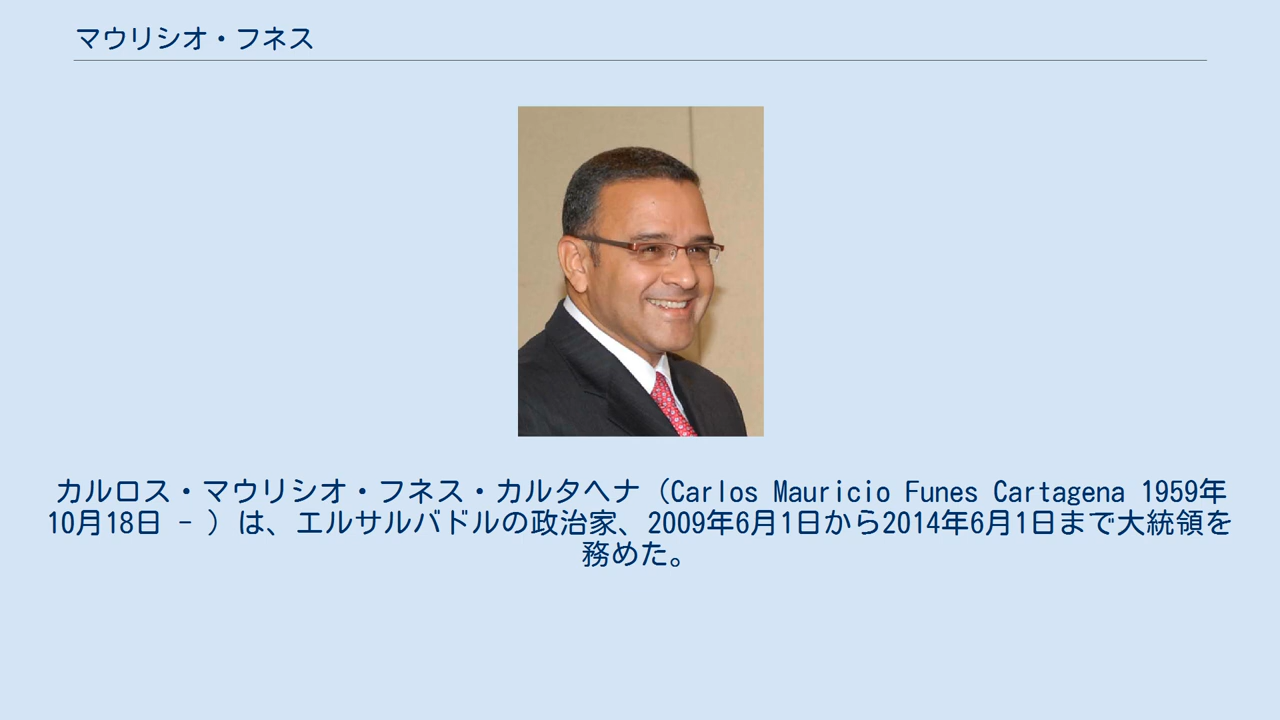 マウリシオ・フネス
カルロス・マウリシオ・フネス・カルタヘナ（Carlos Mauricio Funes Cartagena 1959年
10月18日 - ）は、エルサルバドルの政治家、2009年6月1日から2014年6月1日まで大統領を
務めた。